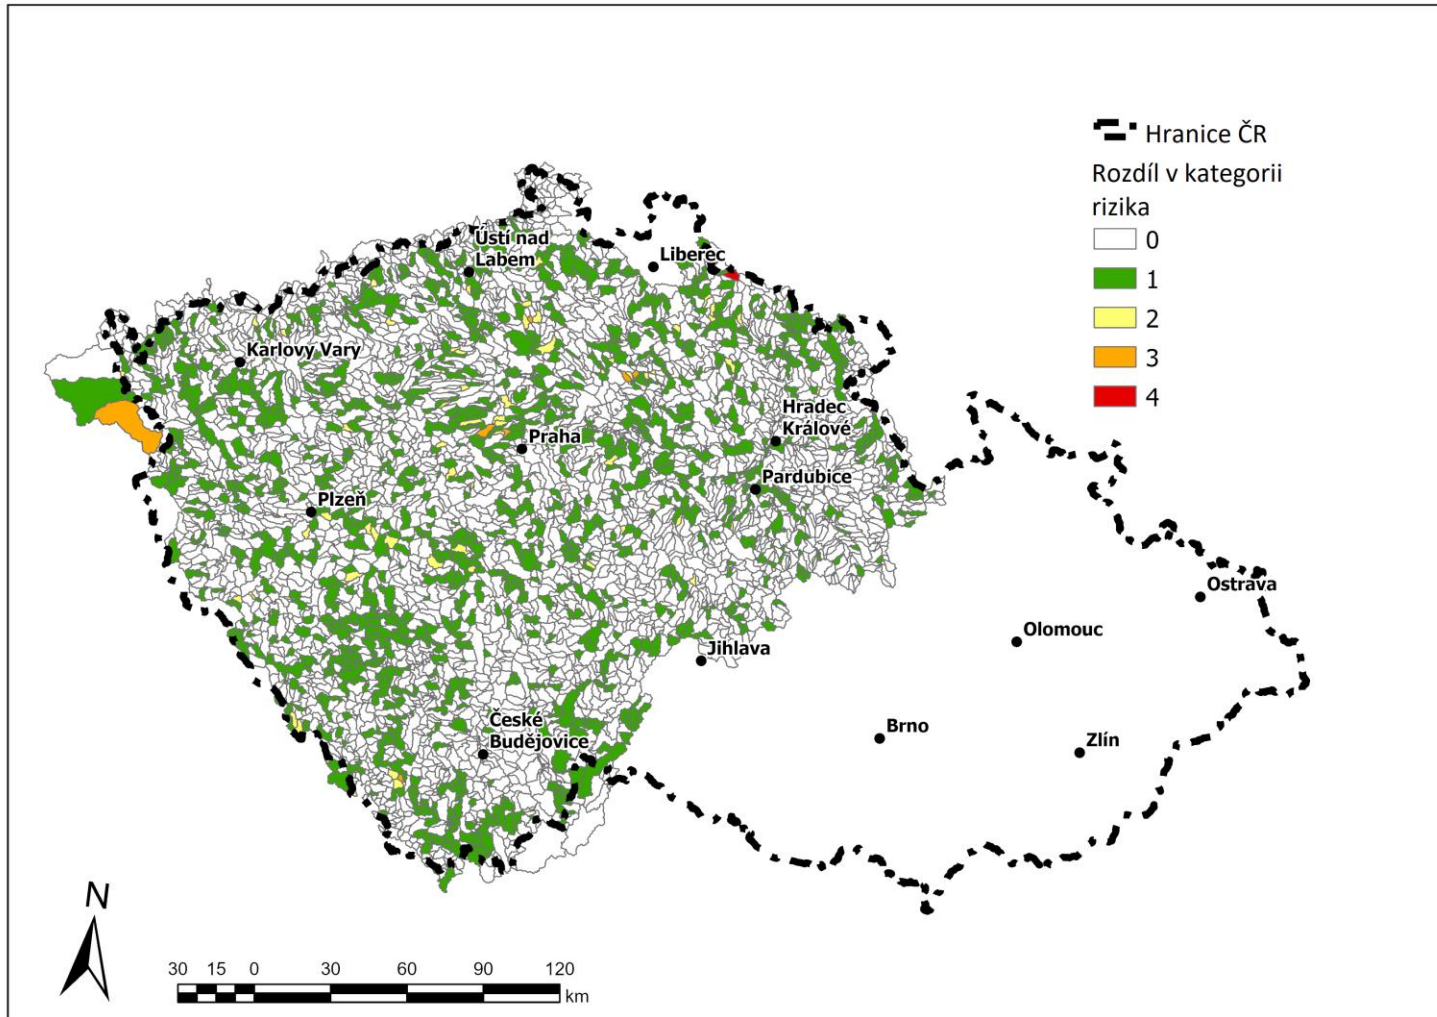 Hranice ČR
Rozdíl v kategorii
rizika
0
1
2
3
4
Ústí nad
Labem
Liberec
Karlovy Vary
Hradec
Králové
Praha
Pardubice
Plzeň
Ostrava
Olomouc
Jihlava
České
Budějovice
Brno
Zlín
N
30 15 0 30 60 90 120
km